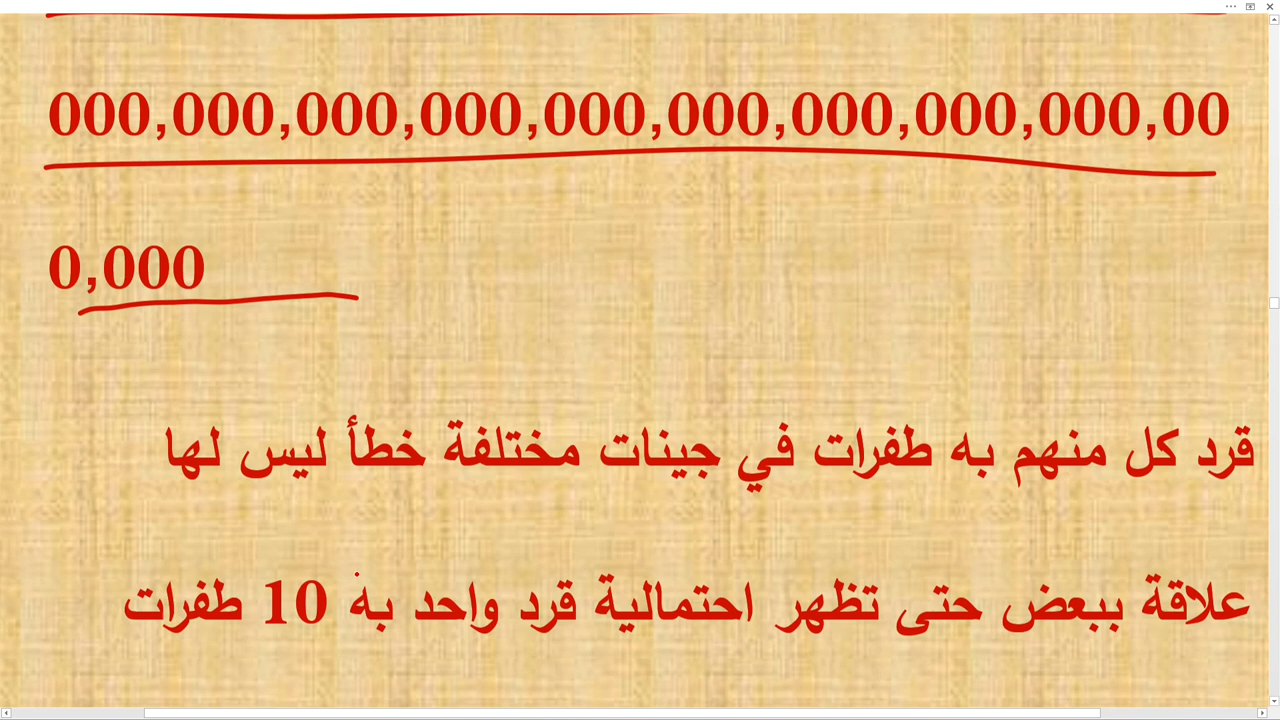 000,000,000,000,000,000,000,000,000,00
0,000
قرد كل منهم به طفرات في جينات مختلفة خطأ ليس لها
علاقة ببعض حتى تظهر احتمالية قرد واحد به 10 طفرات